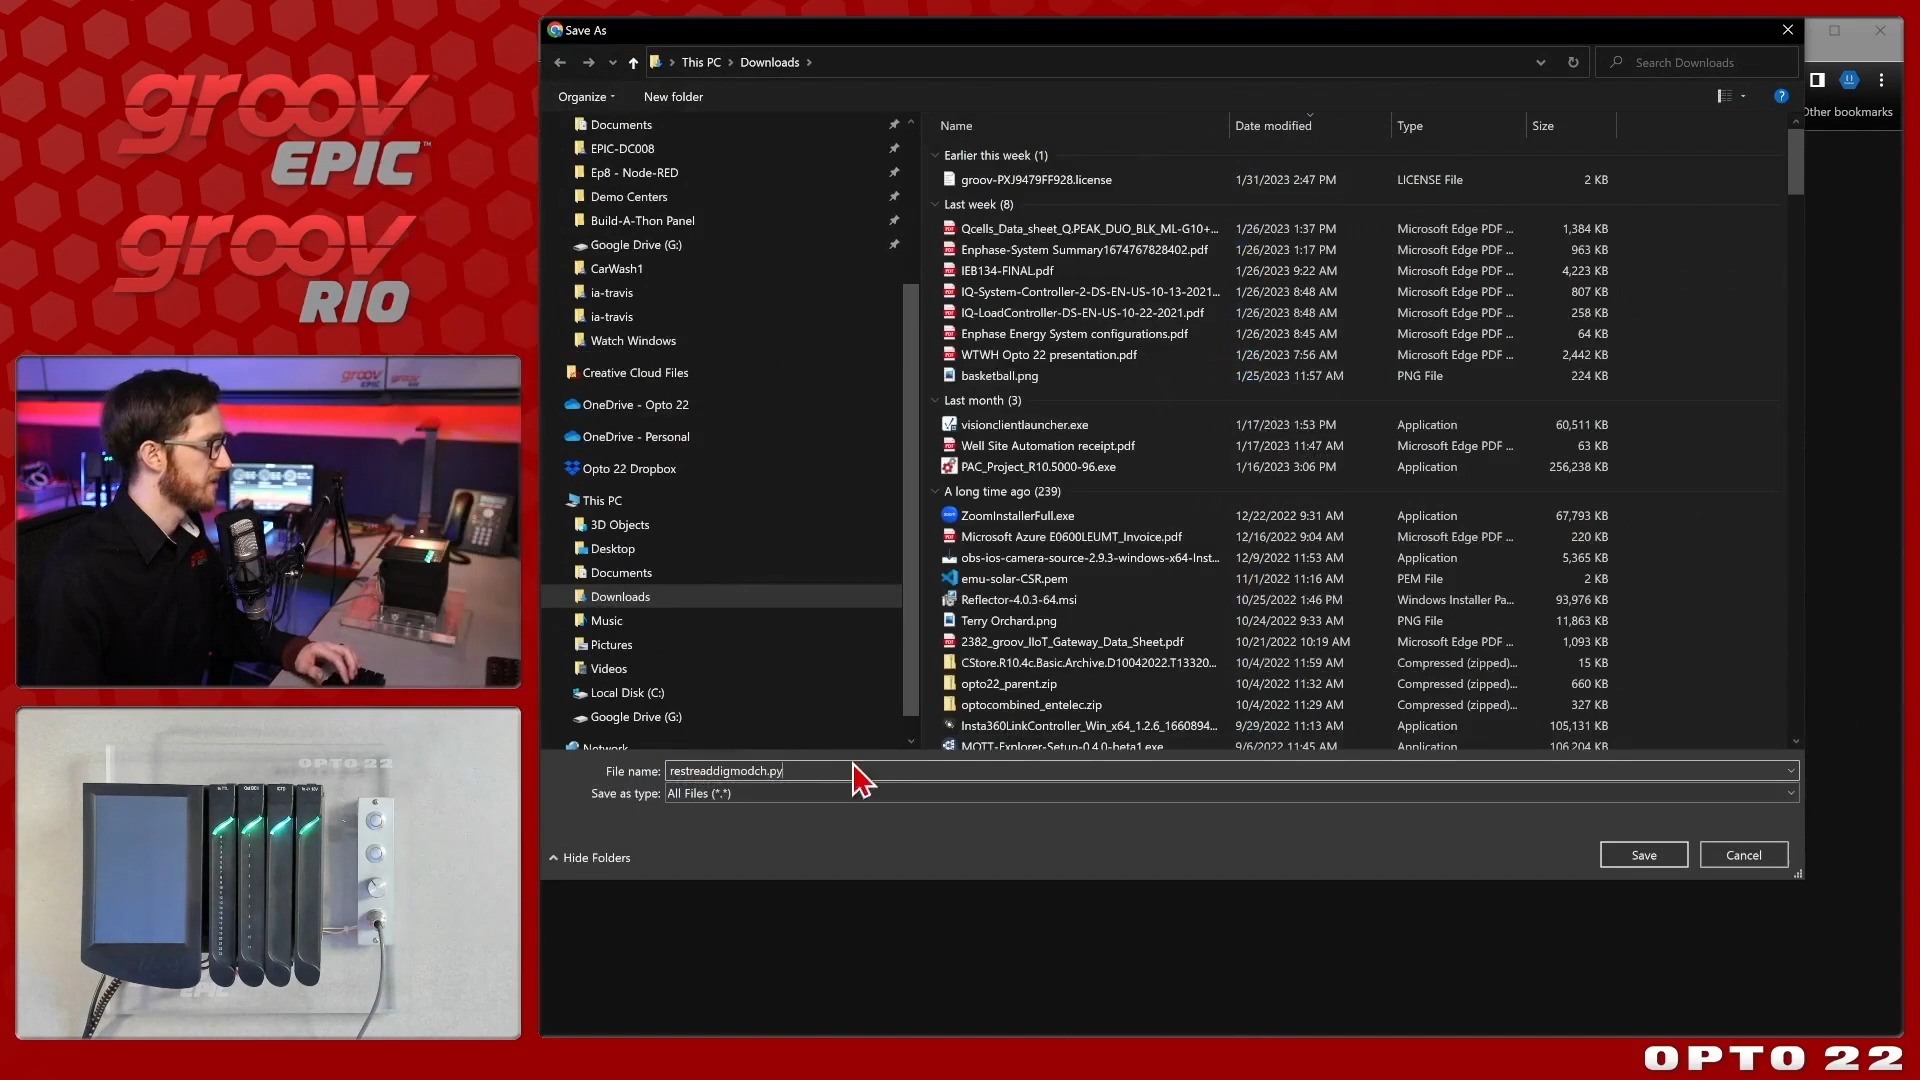 groov
EPIC™
groov
RIO
Save As
This PC
Downloads
Search Downloads
Organize
New folder
Other bookmarks
Documents
EPIC-DC008
Ep8 - Node-RED
Demo Centers
Build-A-Thon Panel
Google Drive (G:)
CarWash1
ia-travis
ia-travis
Watch Windows
Creative Cloud Files
OneDrive - Opto 22
OneDrive - Personal
Opto 22 Dropbox
This PC
3D Objects
Desktop
Documents
Downloads
Music
Pictures
Videos
Local Disk (C:)
Google Drive (G:)
Network
Name Date modified Type Size
Earlier this week (1)
groov-PXJ9479FF928.license 1/31/2023 2:47 PM LICENSE File 2 KB
Last week (8)
Qcells_Data_sheet_Q.PEAK_DUO_BLK_ML-G10+... 1/26/2023 1:37 PM Microsoft Edge PDF ... 1,384 KB
Enphase-System Summary1674767828402.pdf 1/26/2023 1:17 PM Microsoft Edge PDF ... 963 KB
IEB134-FINAL.pdf 1/26/2023 9:22 AM Microsoft Edge PDF ... 4,223 KB
IQ-System-Controller-2-DS-EN-US-10-13-2021... 1/26/2023 8:48 AM Microsoft Edge PDF ... 807 KB
IQ-LoadController-DS-EN-US-10-22-2021.pdf 1/26/2023 8:48 AM Microsoft Edge PDF ... 258 KB
Enphase Energy System configurations.pdf 1/26/2023 8:45 AM Microsoft Edge PDF ... 64 KB
WTWH Opto 22 presentation.pdf 1/26/2023 7:56 AM Microsoft Edge PDF ... 2,442 KB
basketball.png 1/25/2023 11:57 AM PNG File 224 KB
Last month (3)
visionclientlauncher.exe 1/17/2023 1:53 PM Application 60,511 KB
Well Site Automation receipt.pdf 1/17/2023 11:47 AM Microsoft Edge PDF ... 63 KB
PAC_Project_R10.5000-96.exe 1/16/2023 3:06 PM Application 256,238 KB
A long time ago (239)
ZoomInstallerFull.exe 12/22/2022 9:31 AM Application 67,793 KB
Microsoft Azure E0600LEUMT_Invoice.pdf 12/16/2022 9:04 AM Microsoft Edge PDF ... 220 KB
obs-ios-camera-source-2.9.3-windows-x64-Inst... 12/9/2022 11:53 AM Application 5,365 KB
emu-solar-CSR.pem 11/1/2022 11:16 AM PEM File 2 KB
Reflector-4.0.3-64.msi 10/25/2022 1:46 PM Windows Installer Pa... 93,976 KB
Terry Orchard.png 10/24/2022 9:33 AM PNG File 11,863 KB
2382_groov_IIoT_Gateway_Data_Sheet.pdf 10/21/2022 10:19 AM Microsoft Edge PDF ... 1,093 KB
CStore.R10.4c.Basic.Archive.D10042022.T13320... 10/4/2022 11:59 AM Compressed (zipped)... 15 KB
opto22_parent.zip 10/4/2022 11:32 AM Compressed (zipped)... 660 KB
optocombined_entelec.zip 10/4/2022 11:29 AM Compressed (zipped)... 327 KB
Insta360LinkController_Win_x64_1.2.6_1660894... 9/29/2022 11:13 AM Application 105,131 KB
MQTT-Explorer-Setup-0.4.0-beta1.exe 9/6/2022 11:45 AM Application 106,204 KB
File name: restreaddigmodch.py
Save as type: All Files (*.*)
Hide Folders
Save
Cancel
OPTO 22
EPIC
OPTO 22